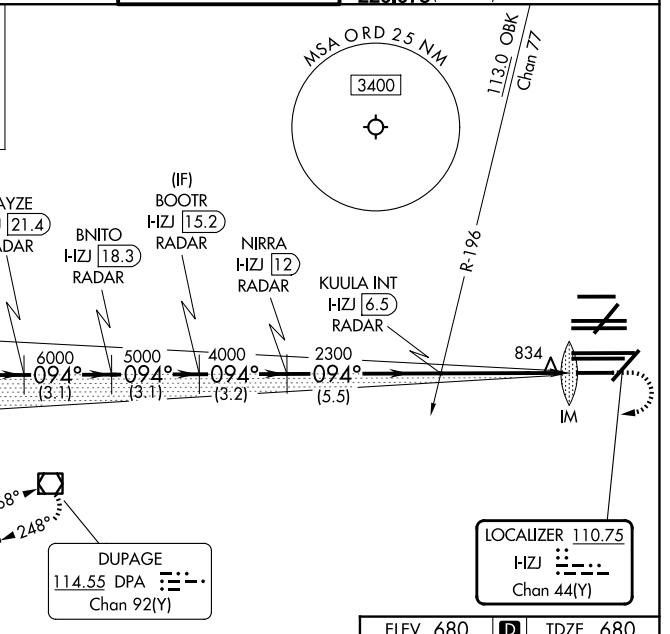 MSA ORD 25 NM
3400
113.0 OBK
Chan 77
R-196
21.4
BNITO
I-IZJ 18.3
RADAR
(IF)
BOOTR
I-IZJ 15.2
RADAR
NIRRA
I-IZJ 12
RADAR
KUULA INT
I-IZJ 6.5
RADAR
6000
094°
(3.1)
5000
094°
(3.1)
4000
094°
(3.2)
2300
094°
(5.5)
834
IM
248°
DUPAGE
114.55 DPA
Chan 92(Y)
LOCALIZER 110.75
I-IZJ
Chan 44(Y)
ELEV 680 D TDZE 680